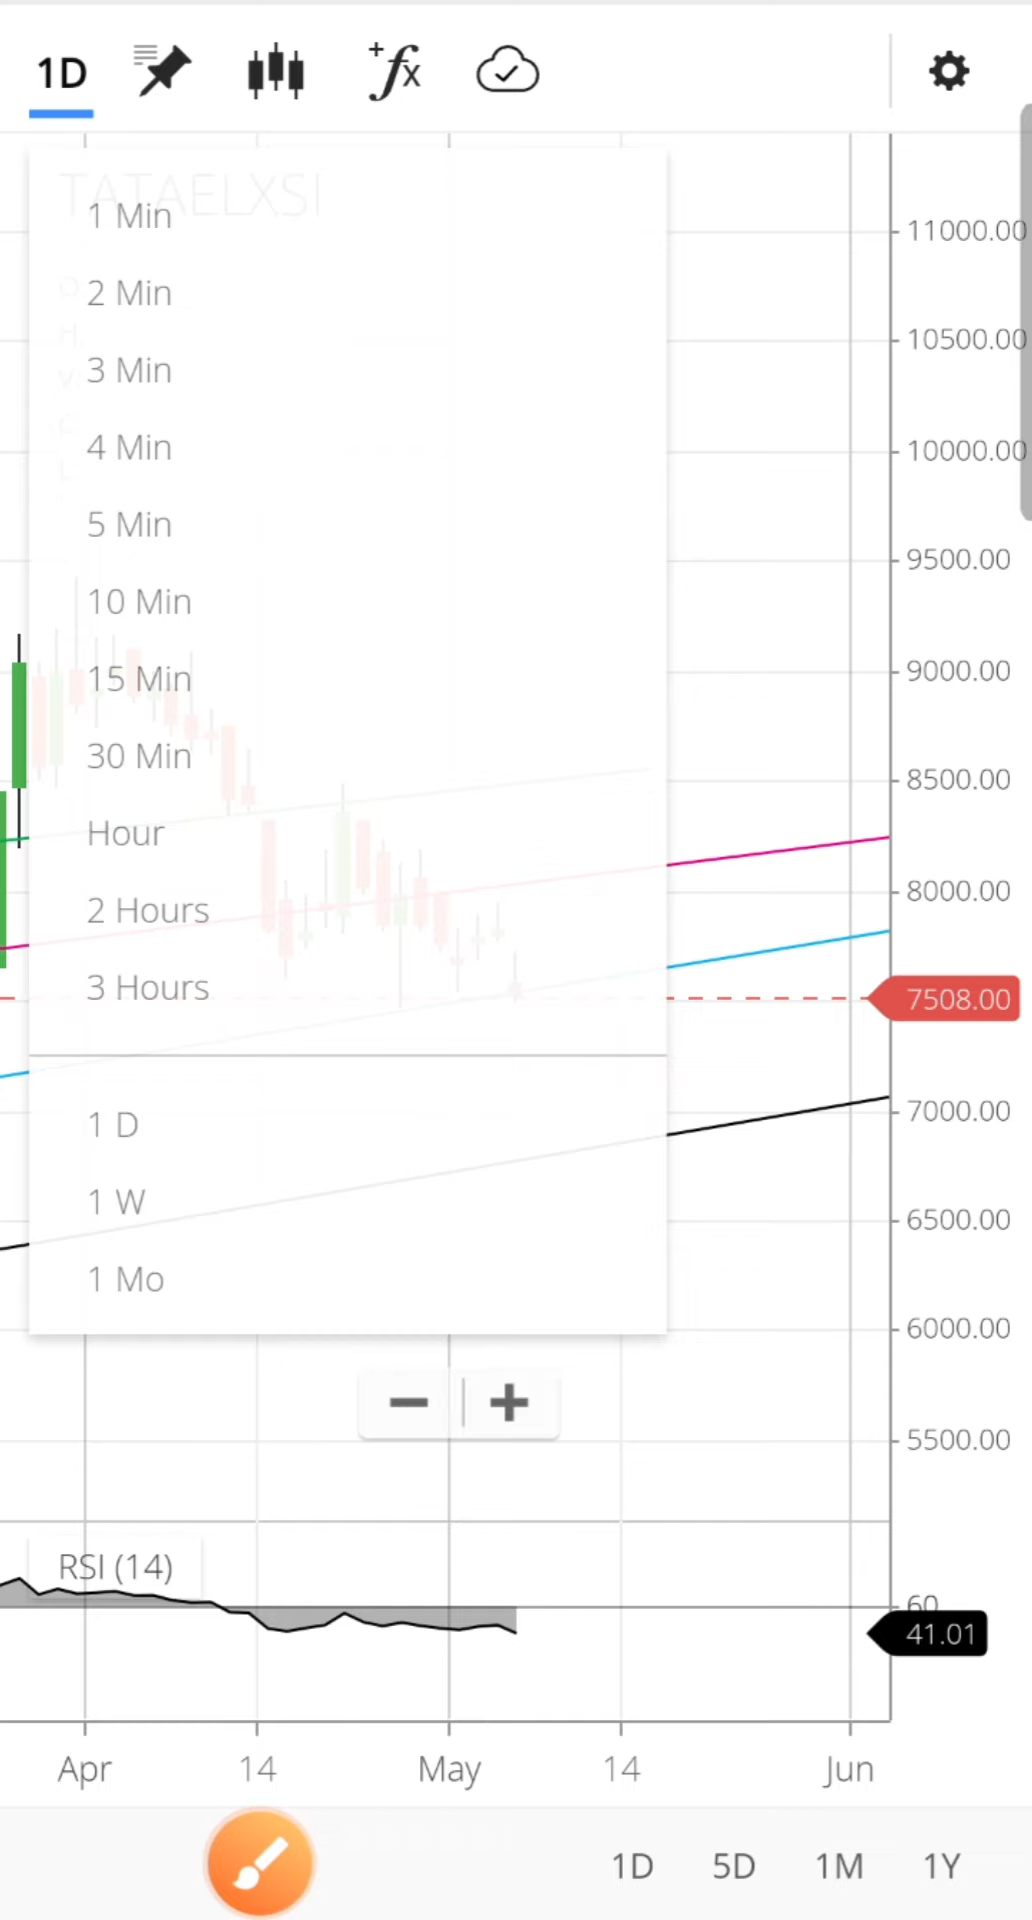 1D
+fx
TATAELXSI
1 Min
2 Min
3 Min
4 Min
5 Min
10 Min
15 Min
30 Min
Hour
2 Hours
3 Hours
1 D
1 W
1 Mo
11000.00
10500.00
10000.00
9500.00
9000.00
8500.00
8000.00
7508.00
7000.00
6500.00
6000.00
5500.00
RSI (14)
60
41.01
Apr 14 May 14 Jun
1D 5D 1M 1Y